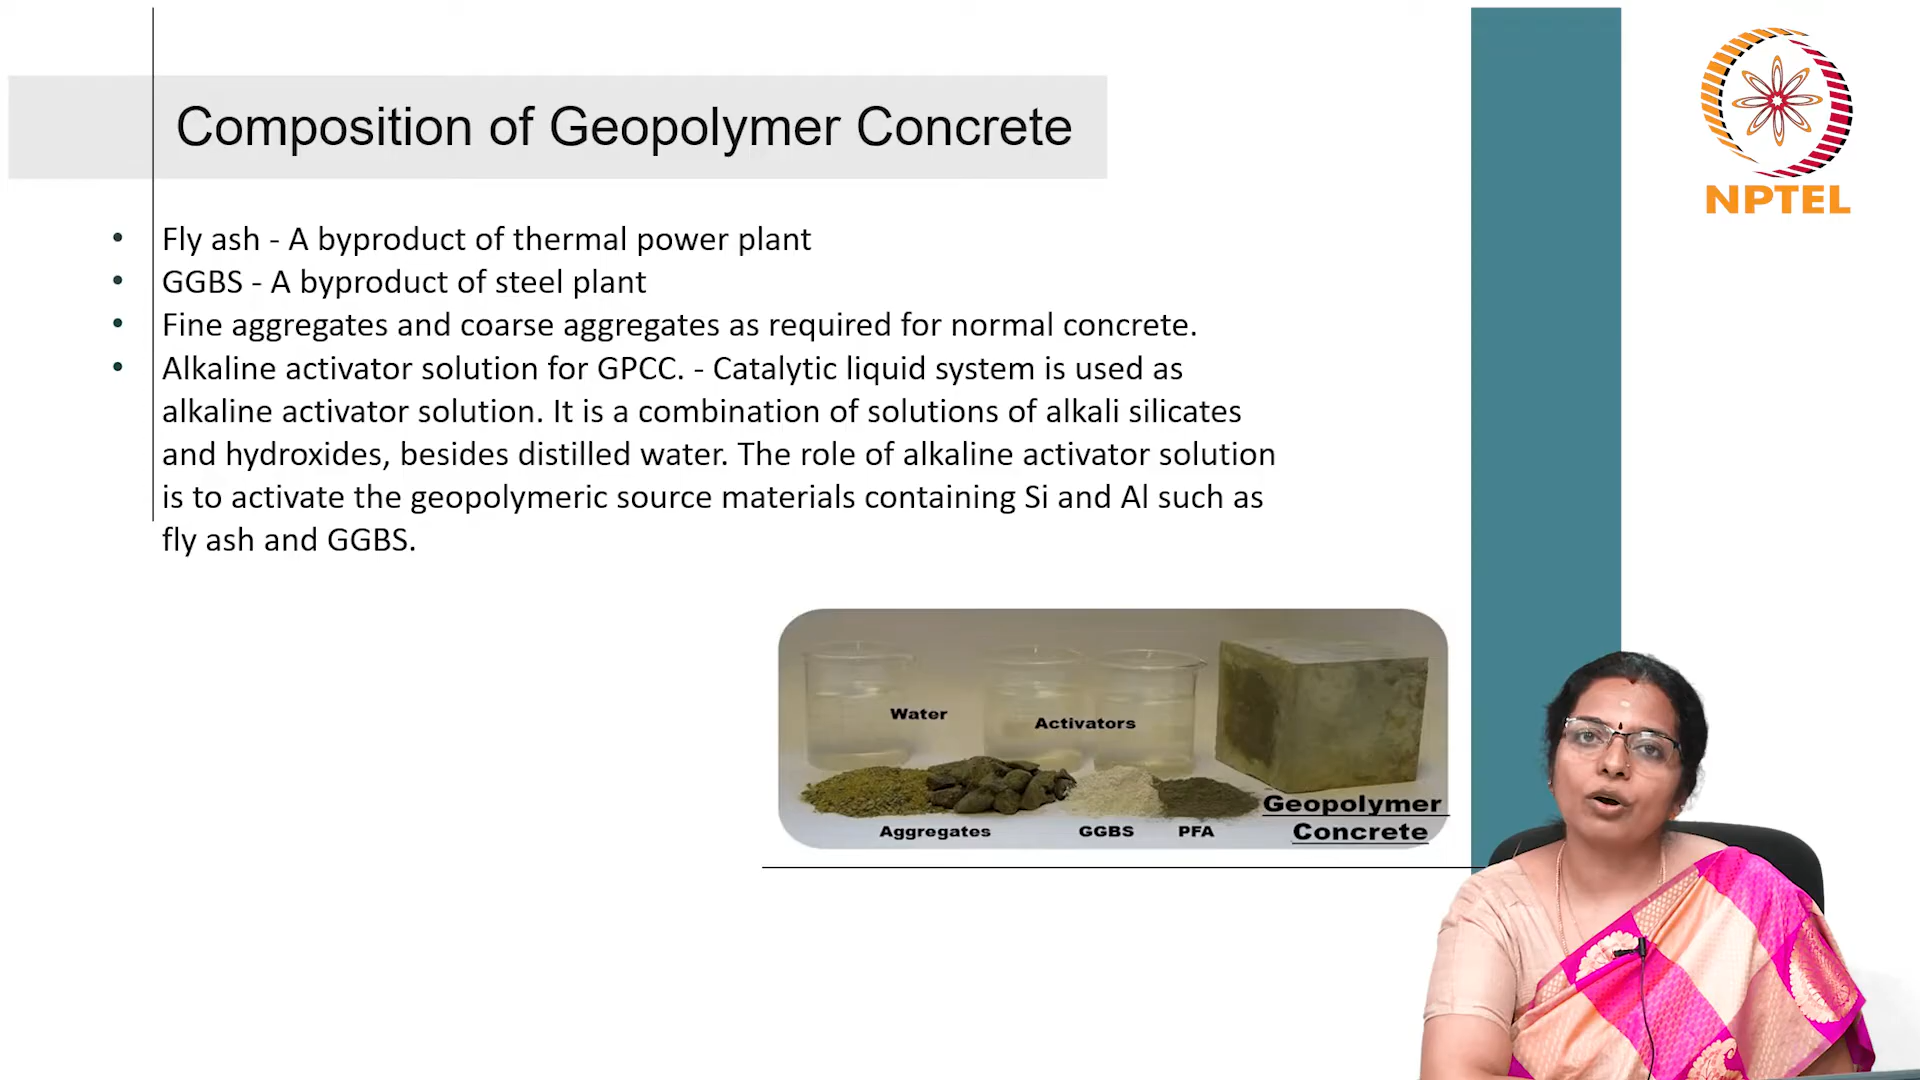 Composition of Geopolymer Concrete
NPTEL
• Fly ash - A byproduct of thermal power plant
• GGBS - A byproduct of steel plant
• Fine aggregates and coarse aggregates as required for normal concrete.
• Alkaline activator solution for GPCC. - Catalytic liquid system is used as
alkaline activator solution. It is a combination of solutions of alkali silicates
and hydroxides, besides distilled water. The role of alkaline activator solution
is to activate the geopolymeric source materials containing Si and Al such as
fly ash and GGBS.
Water
Activators
Aggregates
GGBS
PFA
Geopolymer
Concrete